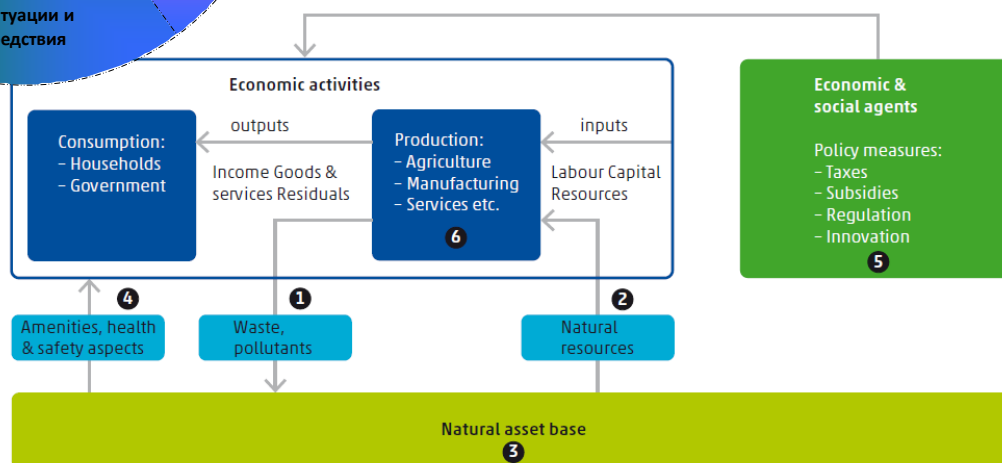 туации и
едствия
Economic activities
Consumption:
– Households
– Government
outputs
Income Goods &
services Residuals
Production:
– Agriculture
– Manufacturing
– Services etc.
6
inputs
Labour Capital
Resources
Economic &
social agents
Policy measures:
– Taxes
– Subsidies
– Regulation
– Innovation
5
4
Amenities, health
& safety aspects
1
Waste,
pollutants
2
Natural
resources
Natural asset base
3